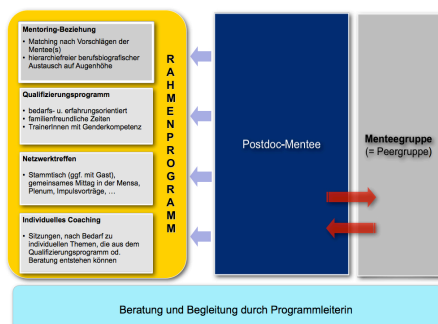 Mentoring-Beziehung
• Matching nach Vorschlägen der
Mentee(s)
• hierarchiefreier berufsbiografischer
Austausch auf Augenhöhe
Qualifizierungsprogramm
• bedarfs- u. erfahrungsorientiert
• familienfreundliche Zeiten
• TrainerInnen mit Genderkompetenz
Netzwerktreffen
• Stammtisch (ggf. mit Gast),
gemeinsames Mittag in der Mensa,
Plenum, Impulsvorträge, …
Individuelles Coaching
• Sitzungen, nach Bedarf zu
individuellen Themen, die aus dem
Qualifizierungsprogramm od.
Beratung entstehen können
R
A
H
M
E
N
P
R
O
G
R
A
M
M
Postdoc-Mentee
Menteegruppe
(= Peergruppe)
Beratung und Begleitung durch Programmleiterin